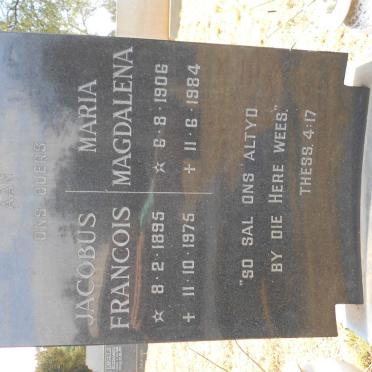 AAN
ONS OUERS
JACOBUS
FRANCOIS
☆ 8·2·1895
+ 11·10·1975
MARIA
MAGDALENA
☆ 6·8·1906
+ 11·6·1984
"SO SAL ONS ALTYD
BY DIE HERE WEES."
THESS. 4:17